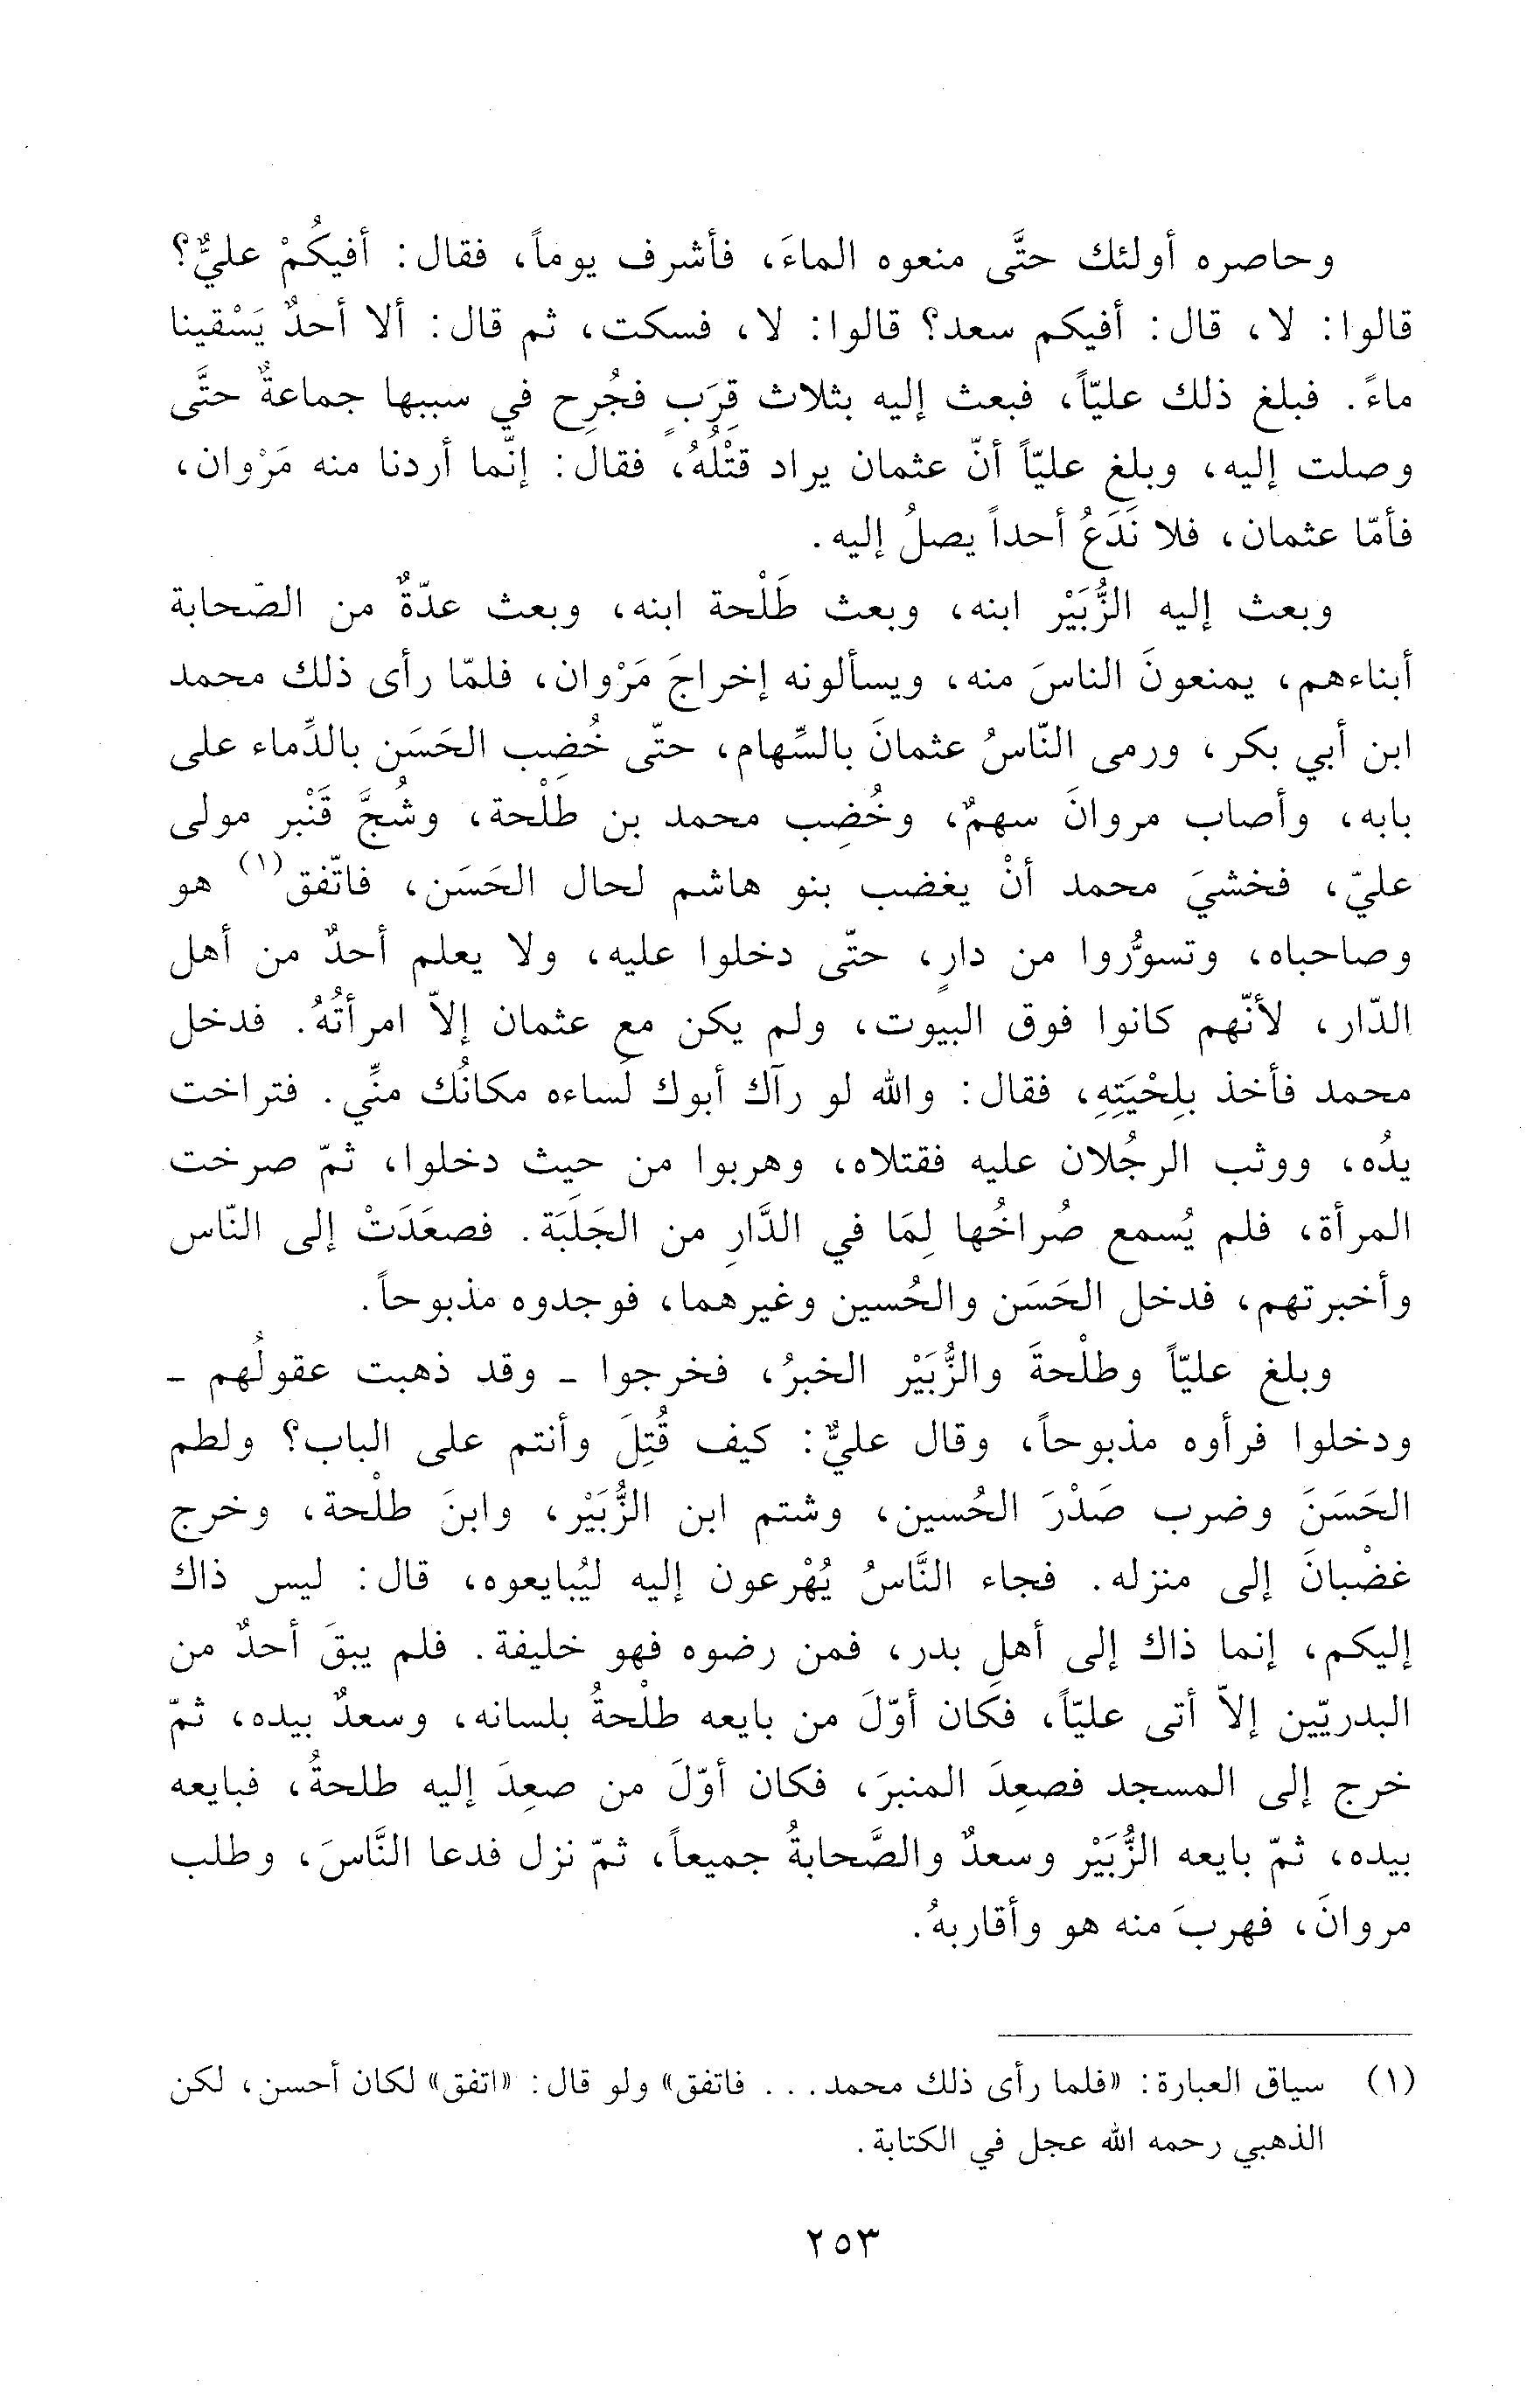 وحاصره أولئك حتَّى منعوه الماءَ، فأشرف يوماً، فقال: أفيكُمْ عليٌّ؟
قالوا: لا، قال: أفيكم سعد؟ قالوا: لا، فسكت، ثم قال: ألا أحدٌ يَسْقينا
ماءً. فبلغ ذلك عليّاً، فبعث إليه بثلاث قِرَبٍ فجُرِح في سببها جماعةٌ حتَّى
وصلت إليه، وبلغ عليّاً أنّ عثمان يراد قتْلُهُ، فقال: إنّما أردنا منه مَرْوان،
فأمّا عثمان، فلا نَدَعُ أحداً يصلُ إليه.
وبعث إليه الزُّبَيْر ابنه، وبعث طَلْحة ابنه، وبعث عدّةٌ من الصّحابة
أبناءهم، يمنعونَ الناسَ منه، ويسألونه إخراجَ مَرْوان، فلمّا رأى ذلك محمد
ابن أبي بكر، ورمى النّاسُ عثمانَ بالسِّهام، حتّى خُضِب الحَسَن بالدِّماء على
بابه، وأصاب مروانَ سهمٌ، وخُضِب محمد بن طلْحة، وشُجَّ قَنْبر مولى
عليّ، فخشيَ محمد أنْ يغضب بنو هاشم لحال الحَسَن، فاتّفق(١) هو
وصاحباه، وتسوَّروا من دارٍ، حتّى دخلوا عليه، ولا يعلم أحدٌ من أهل
الدّار، لأنّهم كانوا فوق البيوت، ولم يكن مع عثمان إلاّ امرأتُهُ. فدخل
محمد فأخذ بلِحْيَتِهِ، فقال: والله لو رآك أبوك لَساءه مكانُك منِّي. فتراخت
يدُه، ووثب الرجُلان عليه فقتلاه، وهربوا من حيث دخلوا، ثمّ صرخت
المرأة، فلم يُسمع صُراخُها لِمَا في الدَّارِ من الجَلَبَة. فصعَدَتْ إلى النّاس
وأخبرتهم، فدخل الحَسَن والحُسين وغيرهما، فوجدوه مذبوحاً.
وبلغ عليّاً وطلْحةَ والزُّبَيْر الخبرُ، فخرجوا - وقد ذهبت عقولُهم -
ودخلوا فرأوه مذبوحاً، وقال عليٌّ: كيف قُتِلَ وأنتم على الباب؟ ولطم
الحَسَنَ وضرب صَدْرَ الحُسين، وشتم ابن الزُّبَيْر، وابنَ طلْحة، وخرج
غضْبانَ إلى منزله. فجاء النَّاسُ يُهْرعون إليه ليُبايعوه، قال: ليس ذاك
إليكم، إنما ذاك إلى أهلِ بدر، فمن رضوه فهو خليفة. فلم يبقَ أحدٌ من
البدريّين إلاّ أتى عليّاً، فكان أوّلَ من بايعه طلْحةُ بلسانه، وسعدٌ بيده، ثمّ
خرج إلى المسجد فصعِدَ المنبرَ، فكان أوّلَ من صعِدَ إليه طلحةُ، فبايعه
بيده، ثمّ بايعه الزُّبَيْر وسعدٌ والصَّحابةُ جميعاً، ثمّ نزل فدعا النَّاسَ، وطلب
مروانَ، فهربَ منه هو وأقاربهُ.
(١) سياق العبارة: «فلما رأى ذلك محمد... فاتفق» ولو قال: «اتفق» لكان أحسن، لكن
الذهبي رحمه الله عجل في الكتابة.
٢٥٣